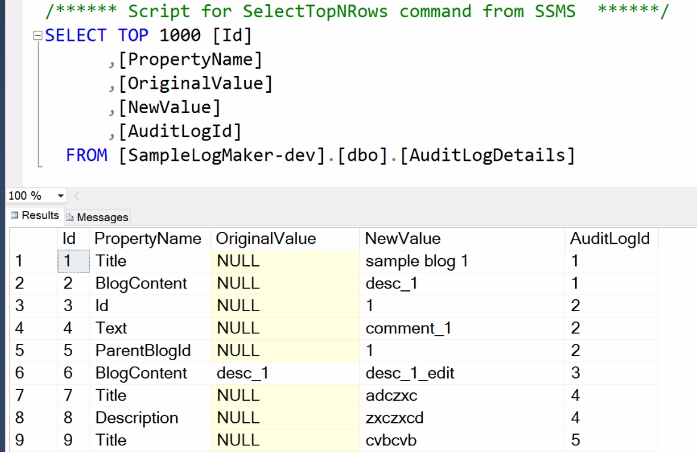 /****** Script for SelectTopNRows command from SSMS  ******/
SELECT TOP 1000 [Id]
,[PropertyName]
,[OriginalValue]
,[NewValue]
,[AuditLogId]
FROM [SampleLogMaker-dev].[dbo].[AuditLogDetails]
100 %
Results Messages
Id PropertyName OriginalValue NewValue AuditLogId
1 1 Title NULL sample blog 1 1
2 2 BlogContent NULL desc_1 1
3 3 Id NULL 1 2
4 4 Text NULL comment_1 2
5 5 ParentBlogId NULL 1 2
6 6 BlogContent desc_1 desc_1_edit 3
7 7 Title NULL adczxc 4
8 8 Description NULL zxczxcd 4
9 9 Title NULL cvbcvb 5